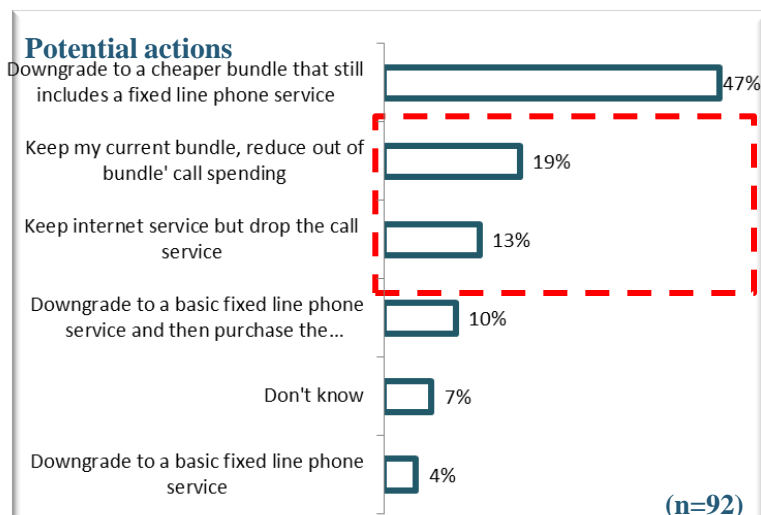 Potential actions
Downgrade to a cheaper bundle that still
includes a fixed line phone service
47%
Keep my current bundle, reduce out of
bundle' call spending
19%
Keep internet service but drop the call
service
13%
Downgrade to a basic fixed line phone
service and then purchase the...
10%
Don't know
7%
Downgrade to a basic fixed line phone
service
4%
(n=92)